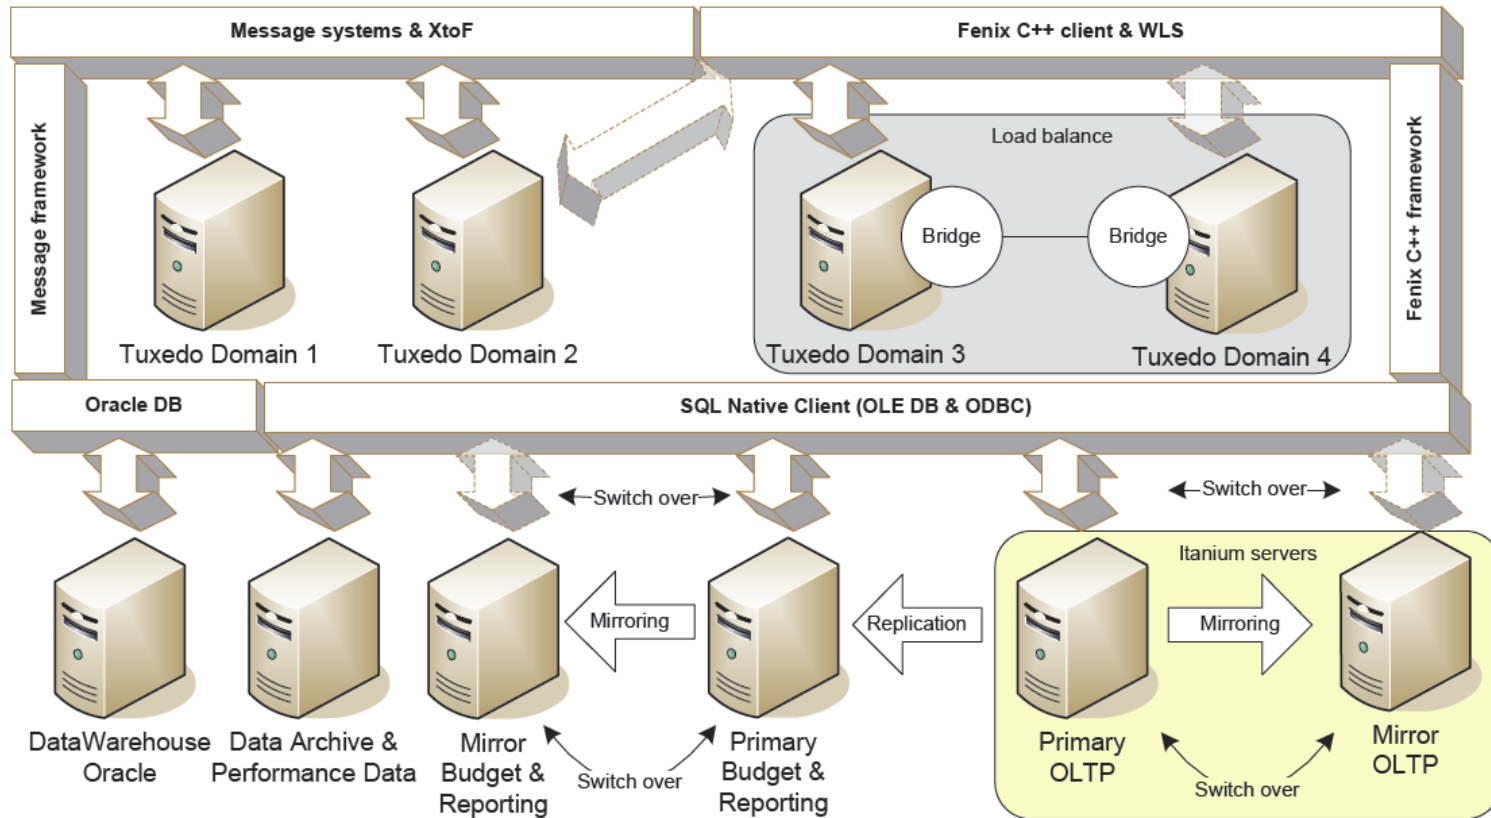 Message systems & XtoF
Fenix C++ client & WLS
Message framework
Fenix C++ framework
Load balance
Bridge
Bridge
Tuxedo Domain 1
Tuxedo Domain 2
Tuxedo Domain 3
Tuxedo Domain 4
Oracle DB
SQL Native Client (OLE DB & ODBC)
Switch over
Switch over
Itanium servers
Mirroring
Replication
Mirroring
DataWarehouse
Oracle
Data Archive &
Performance Data
Mirror
Budget &
Reporting
Switch over
Primary
Budget &
Reporting
Primary
OLTP
Switch over
Mirror
OLTP